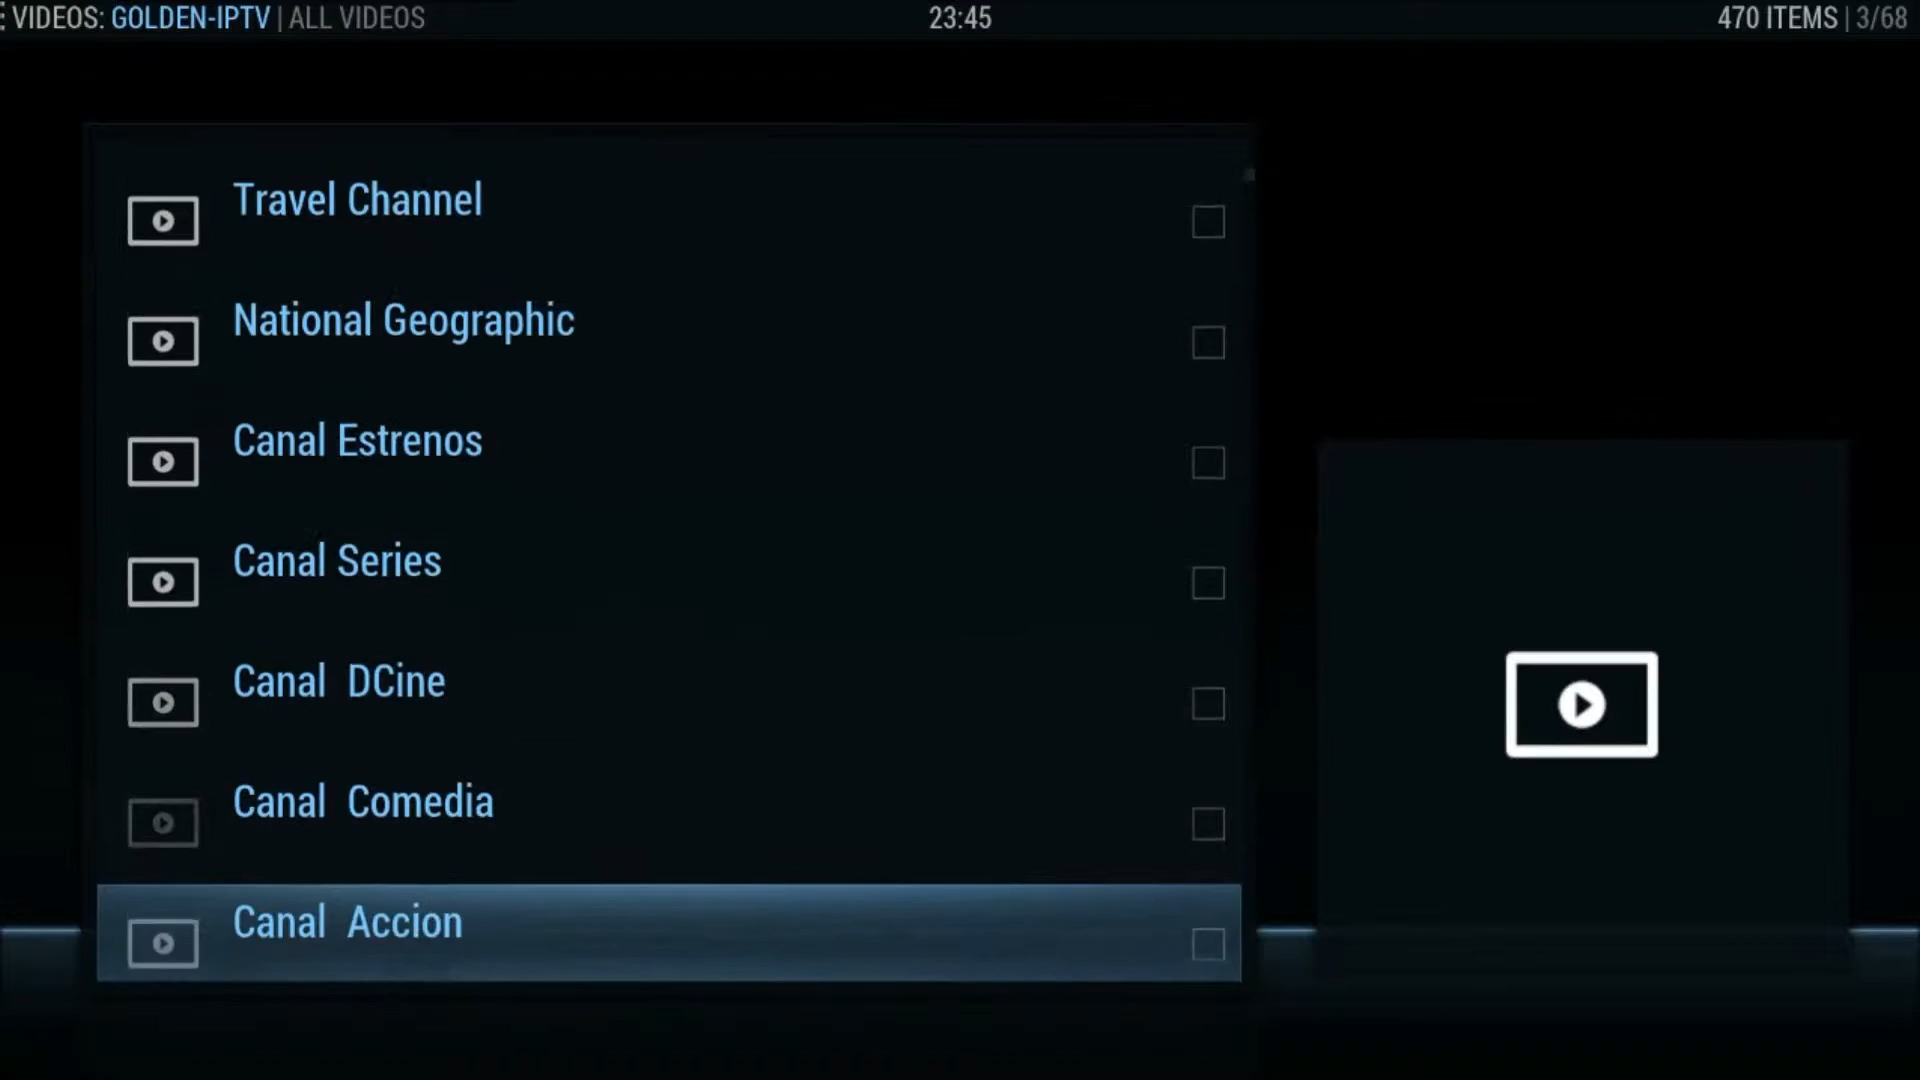 VIDEOS: GOLDEN-IPTV | ALL VIDEOS
23:45
470 ITEMS | 3/68
Travel Channel
National Geographic
Canal Estrenos
Canal Series
Canal  DCine
Canal  Comedia
Canal  Accion